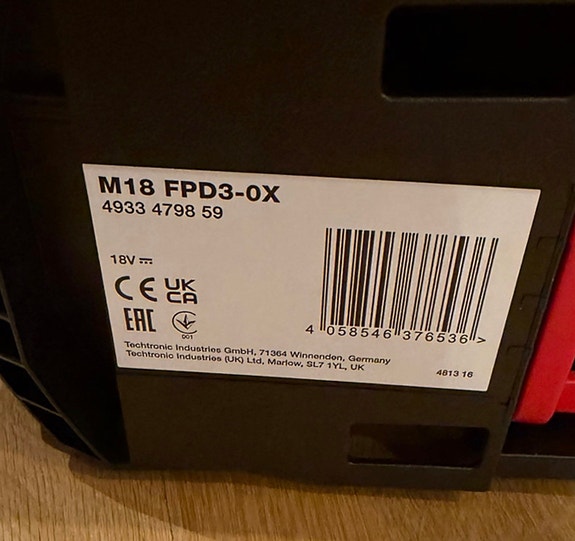 M18 FPD3-0X
4933 4798 59
18V
CE UK CA
EAC
001
4 058546 376536 >
Techtronic Industries GmbH, 71364 Winnenden, Germany
Techtronic Industries (UK) Ltd, Marlow, SL7 1YL, UK
4813 16